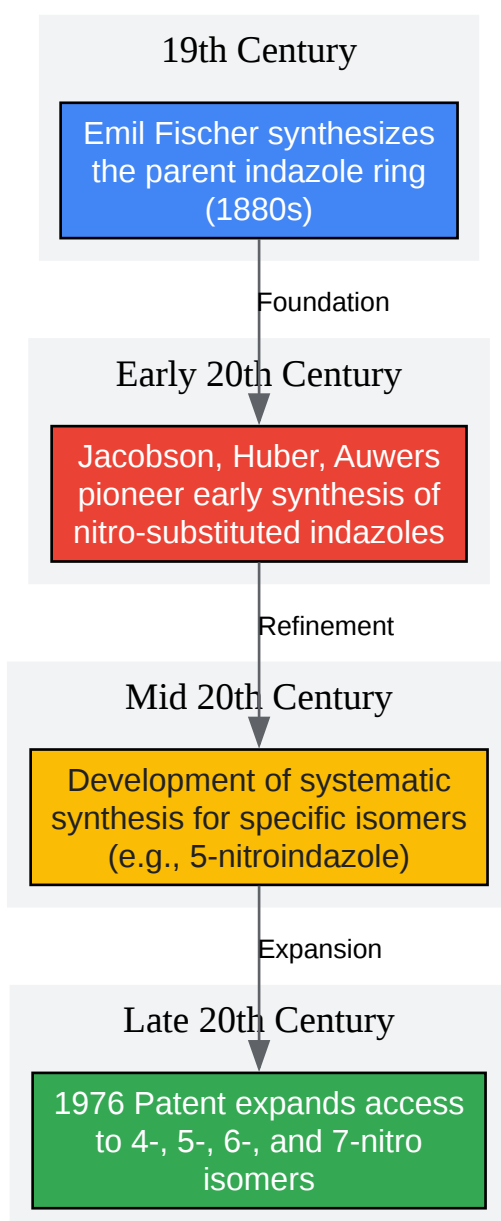 19th Century
Emil Fischer synthesizes
the parent indazole ring
(1880s)
Foundation
Early 20th Century
Jacobson, Huber, Auwers
pioneer early synthesis of
nitro-substituted indazoles
Refinement
Mid 20th Century
Development of systematic
synthesis for specific isomers
(e.g., 5-nitroindazole)
Expansion
Late 20th Century
1976 Patent expands access
to 4-, 5-, 6-, and 7-nitro
isomers